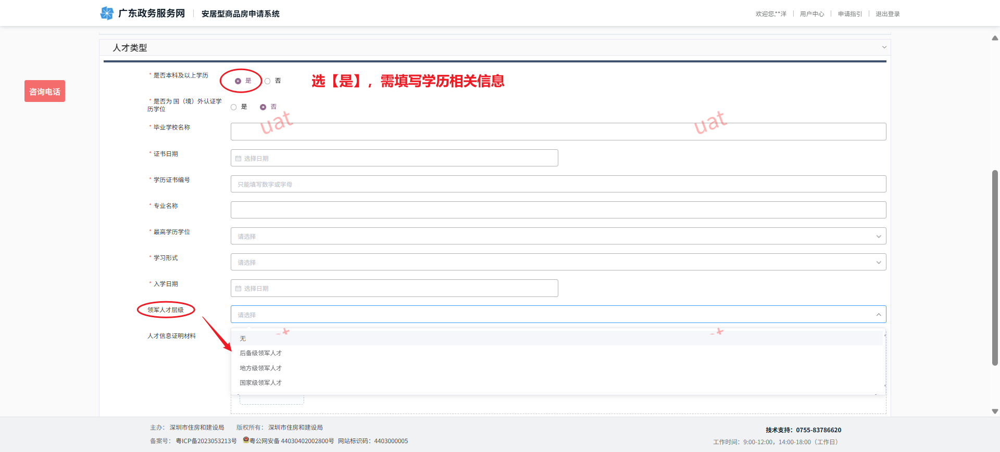 广东政务服务网 安居型商品房申请系统 欢迎您,**洋 用户中心 申请指引 退出登录
人才类型
咨询电话
* 是否本科及以上学历 是 否 选【是】，需填写学历相关信息
* 是否为 国（境）外认证学
历学位 是 否
uat uat
* 毕业学校名称
* 证书日期 选择日期
* 学历证书编号 只能填写数字或字母
* 专业名称
* 最高学历学位 请选择
* 学习形式 请选择
* 入学日期 选择日期
领军人才层级 请选择
人才信息证明材料
无
后备级领军人才
地方级领军人才
国家级领军人才
主办： 深圳市住房和建设局 版权所有： 深圳市住房和建设局
备案号： 粤ICP备2023053213号 粤公网安备 44030402002800号 网站标识码：4403000005
技术支持：0755-83786620
工作时间：9:00-12:00，14:00-18:00（工作日）